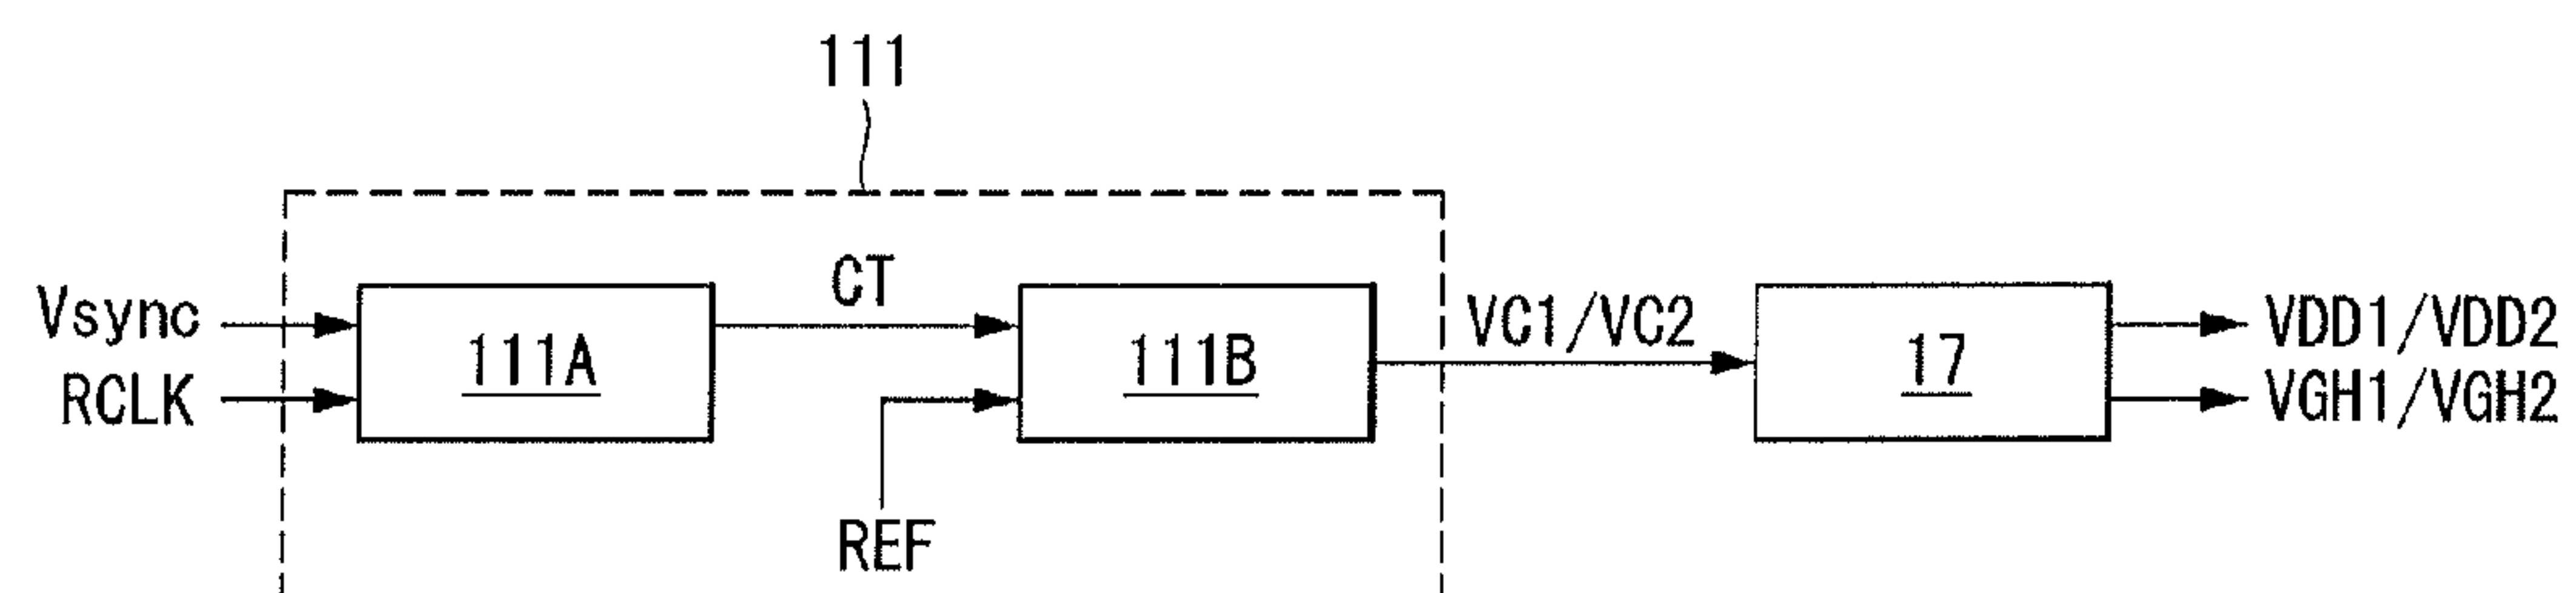 111
CT
Vsync
RCLK
111A
111B
VC1/VC2
17
VDD1/VDD2
VGH1/VGH2
REF